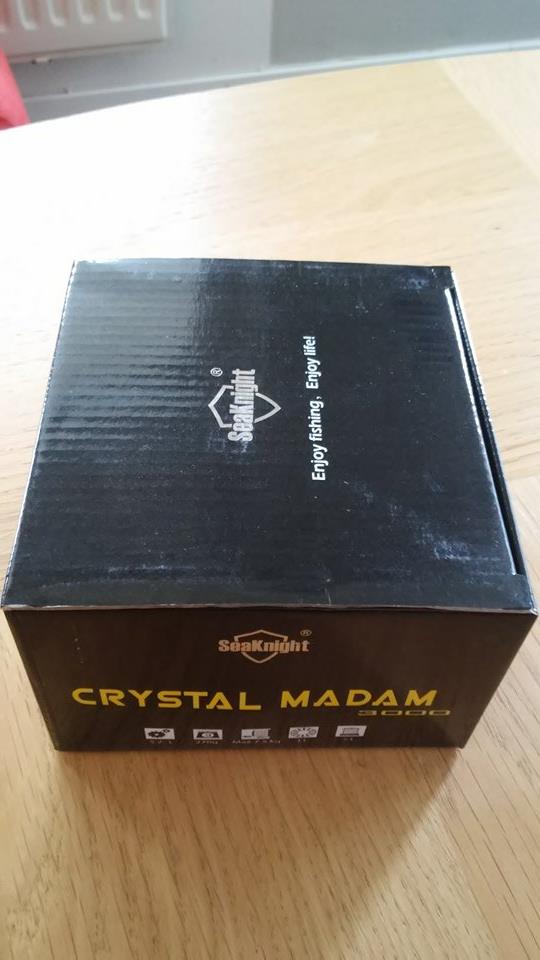 SeaKnight®
Enjoy fishing, Enjoy life!
SeaKnight®
CRYSTAL MADAM
3000